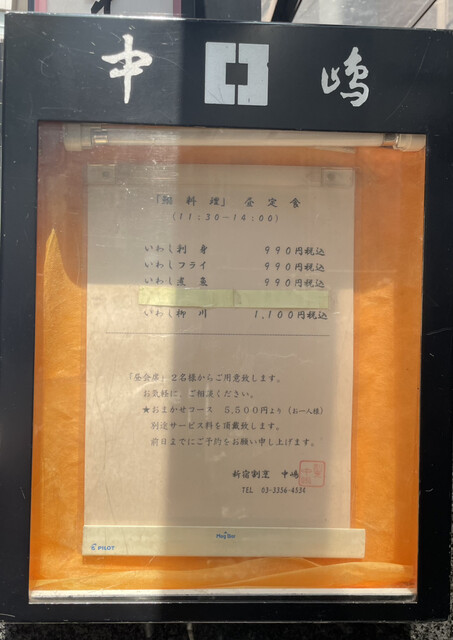 中嶋
「鰯料理」昼定食
(11:30-14:00)
いわし刺身 990円税込
いわしフライ 990円税込
いわし煮魚 990円税込
いわし柳川 1,100円税込
「昼会席」2名様からご用意致します。
お気軽に、ご相談ください。
★おまかせコース 5,500円より(お一人様)
別途サービス料を頂戴致します。
前日までにご予約をお願い申し上げます。
新宿割烹 中嶋
TEL 03-3356-4534
Mag Bar
PILOT